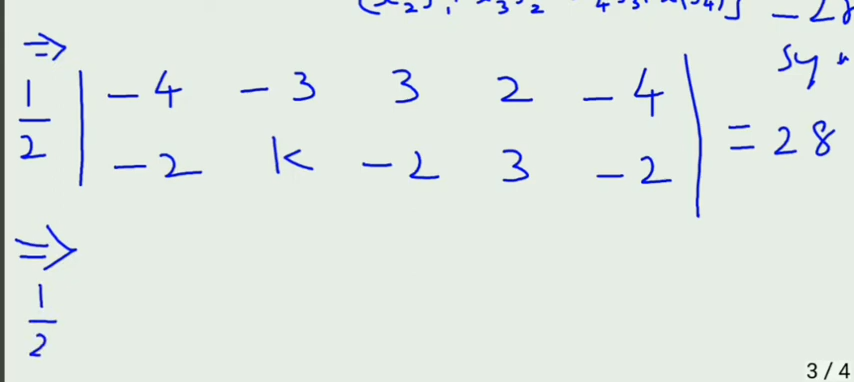 ⇒
1/2 | -4 -3 3 2 -4 |
| -2 k -2 3 -2 | = 28
⇒
1/2
3 / 4